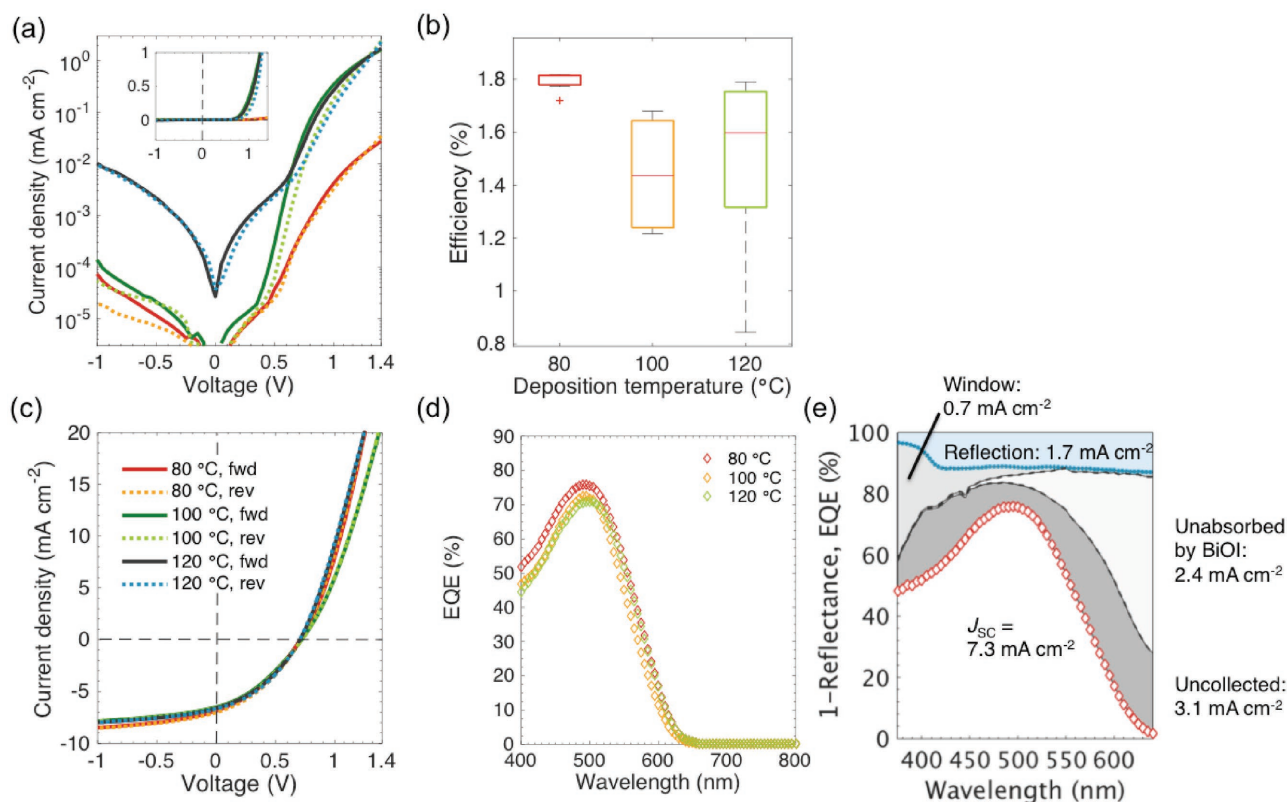 (a)
Current density (mA cm⁻²)
10⁰
10⁻¹
10⁻²
10⁻³
10⁻⁴
10⁻⁵
-1 -0.5 0 0.5 1 1.4
Voltage (V)
1
0.5
0
-1 0 1
(b)
Efficiency (%)
1.8
1.6
1.4
1.2
1
0.8
80 100 120
Deposition temperature (°C)
(c)
Current density (mA cm⁻²)
20
15
10
5
0
-5
-10
-1 -0.5 0 0.5 1 1.4
Voltage (V)
80 °C, fwd
80 °C, rev
100 °C, fwd
100 °C, rev
120 °C, fwd
120 °C, rev
(d)
EQE (%)
90
80
70
60
50
40
30
20
10
0
400 500 600 700 800
Wavelength (nm)
80 °C
100 °C
120 °C
(e)
Window:
0.7 mA cm⁻²
Reflection: 1.7 mA cm⁻²
1−Reflectance, EQE (%)
100
80
60
40
20
0
400 450 500 550 600
Wavelength (nm)
J_SC =
7.3 mA cm⁻²
Unabsorbed
by BiOI:
2.4 mA cm⁻²
Uncollected:
3.1 mA cm⁻²